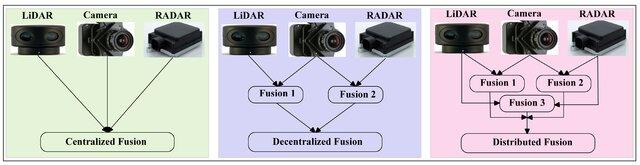 LiDAR Camera RADAR
Centralized Fusion
LiDAR Camera RADAR
Fusion 1 Fusion 2
Decentralized Fusion
LiDAR Camera RADAR
Fusion 1 Fusion 2
Fusion 3
Distributed Fusion